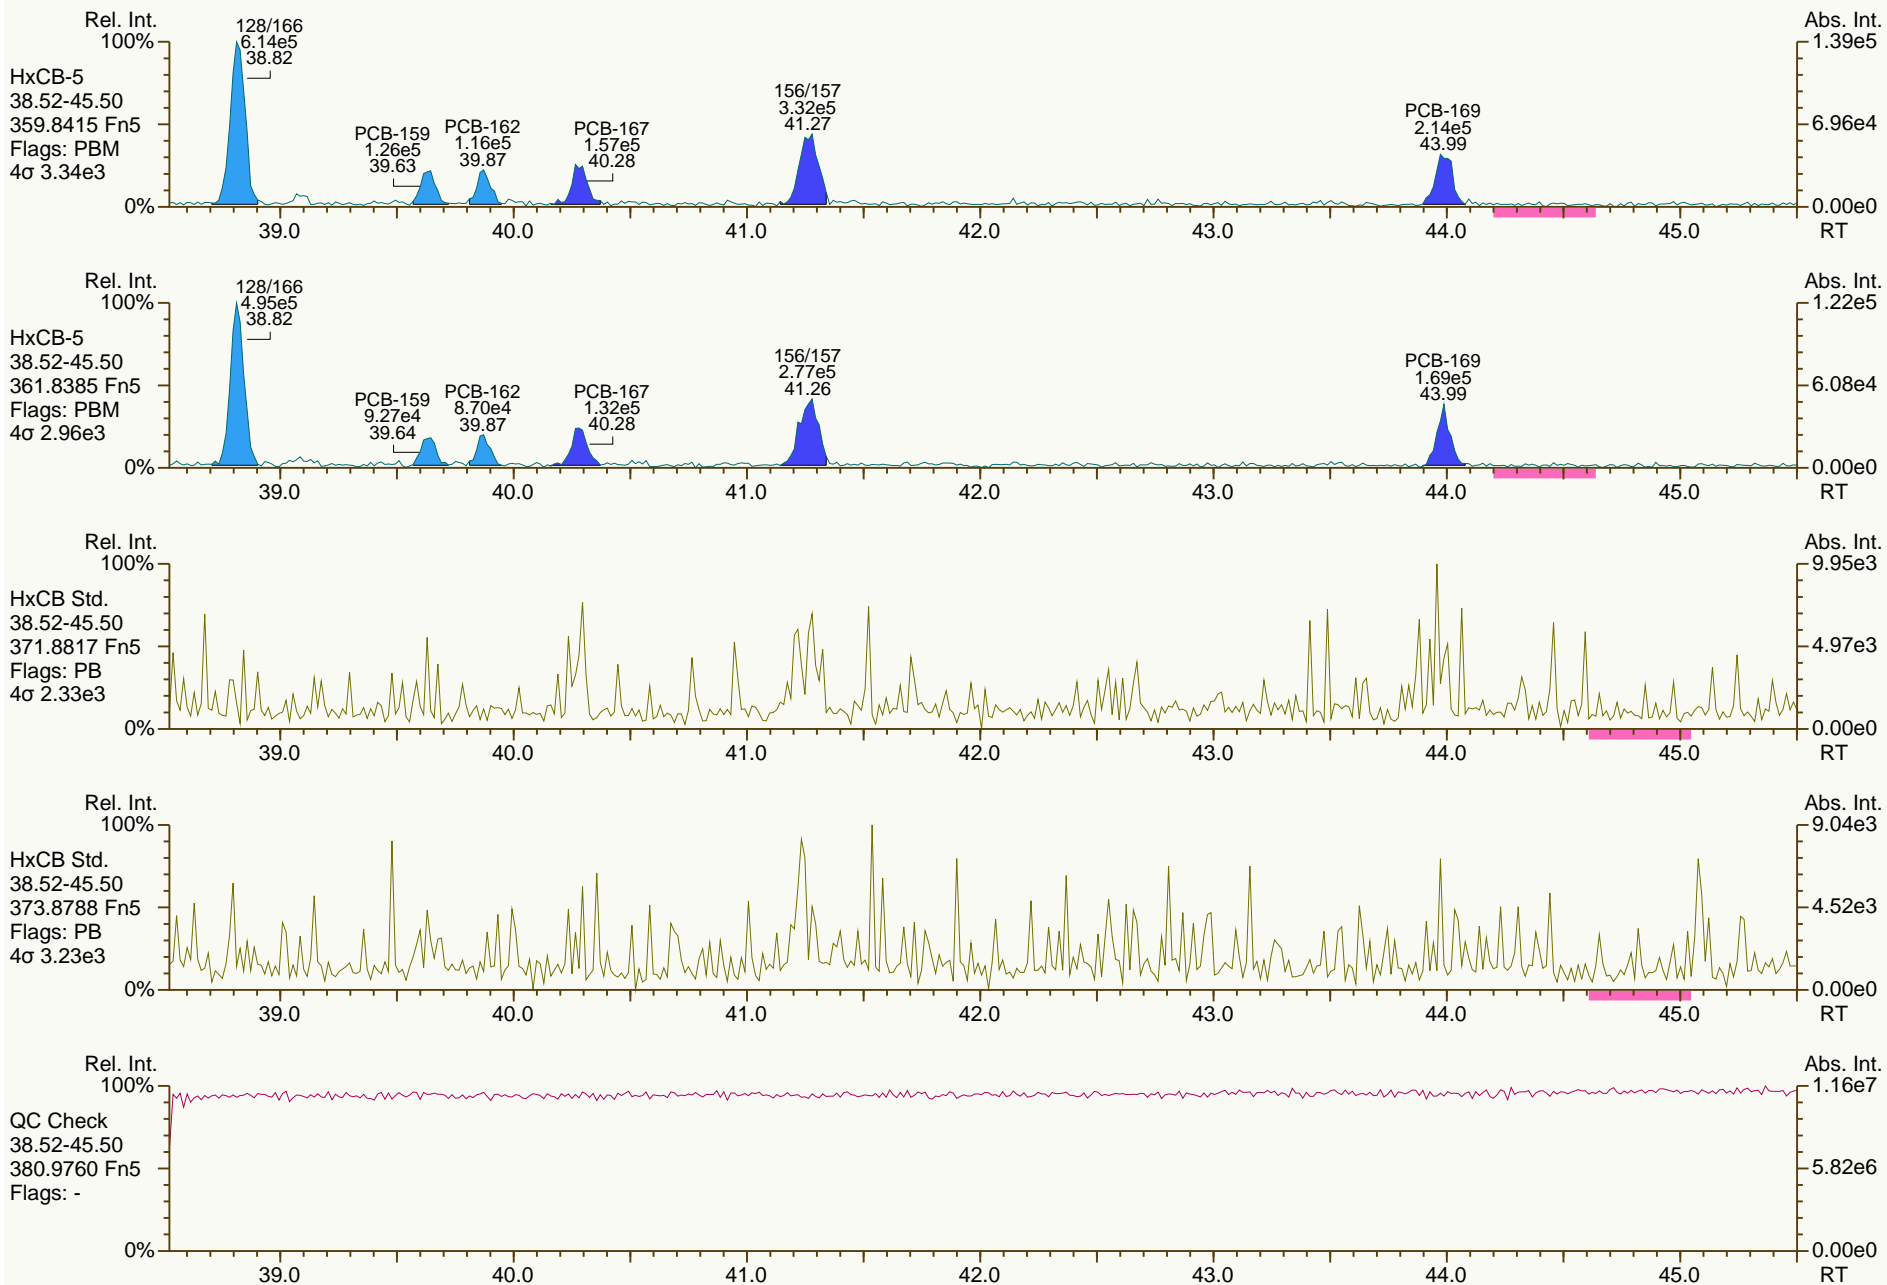 Rel. Int.
Abs. Int.
100%
1.39e5
5%
6.96e4
0%
0.00e0
HxCB-5
38.52-45.50
359.8415 Fn5
Flags: PBM
4σ 3.34e3
128/166
6.14e5
38.82
PCB-159
1.26e5
39.63
PCB-162
1.16e5
39.87
PCB-167
1.57e5
40.28
156/157
3.32e5
41.27
PCB-169
2.14e5
43.99
39.0 40.0 41.0 42.0 43.0 44.0 45.0 RT
Rel. Int.
Abs. Int.
100%
1.22e5
5%
6.08e4
0%
0.00e0
HxCB-5
38.52-45.50
361.8385 Fn5
Flags: PBM
4σ 2.96e3
128/166
4.95e5
38.82
PCB-159
9.27e4
39.64
PCB-162
8.70e4
39.87
PCB-167
1.32e5
40.28
156/157
2.77e5
41.26
PCB-169
1.69e5
43.99
39.0 40.0 41.0 42.0 43.0 44.0 45.0 RT
Rel. Int.
Abs. Int.
100%
9.95e3
5%
4.97e3
0%
0.00e0
HxCB Std.
38.52-45.50
371.8817 Fn5
Flags: PB
4σ 2.33e3
39.0 40.0 41.0 42.0 43.0 44.0 45.0 RT
Rel. Int.
Abs. Int.
100%
9.04e3
5%
4.52e3
0%
0.00e0
HxCB Std.
38.52-45.50
373.8788 Fn5
Flags: PB
4σ 3.23e3
39.0 40.0 41.0 42.0 43.0 44.0 45.0 RT
Rel. Int.
Abs. Int.
100%
1.16e7
5%
5.82e6
0%
0.00e0
QC Check
38.52-45.50
380.9760 Fn5
Flags: -
39.0 40.0 41.0 42.0 43.0 44.0 45.0 RT